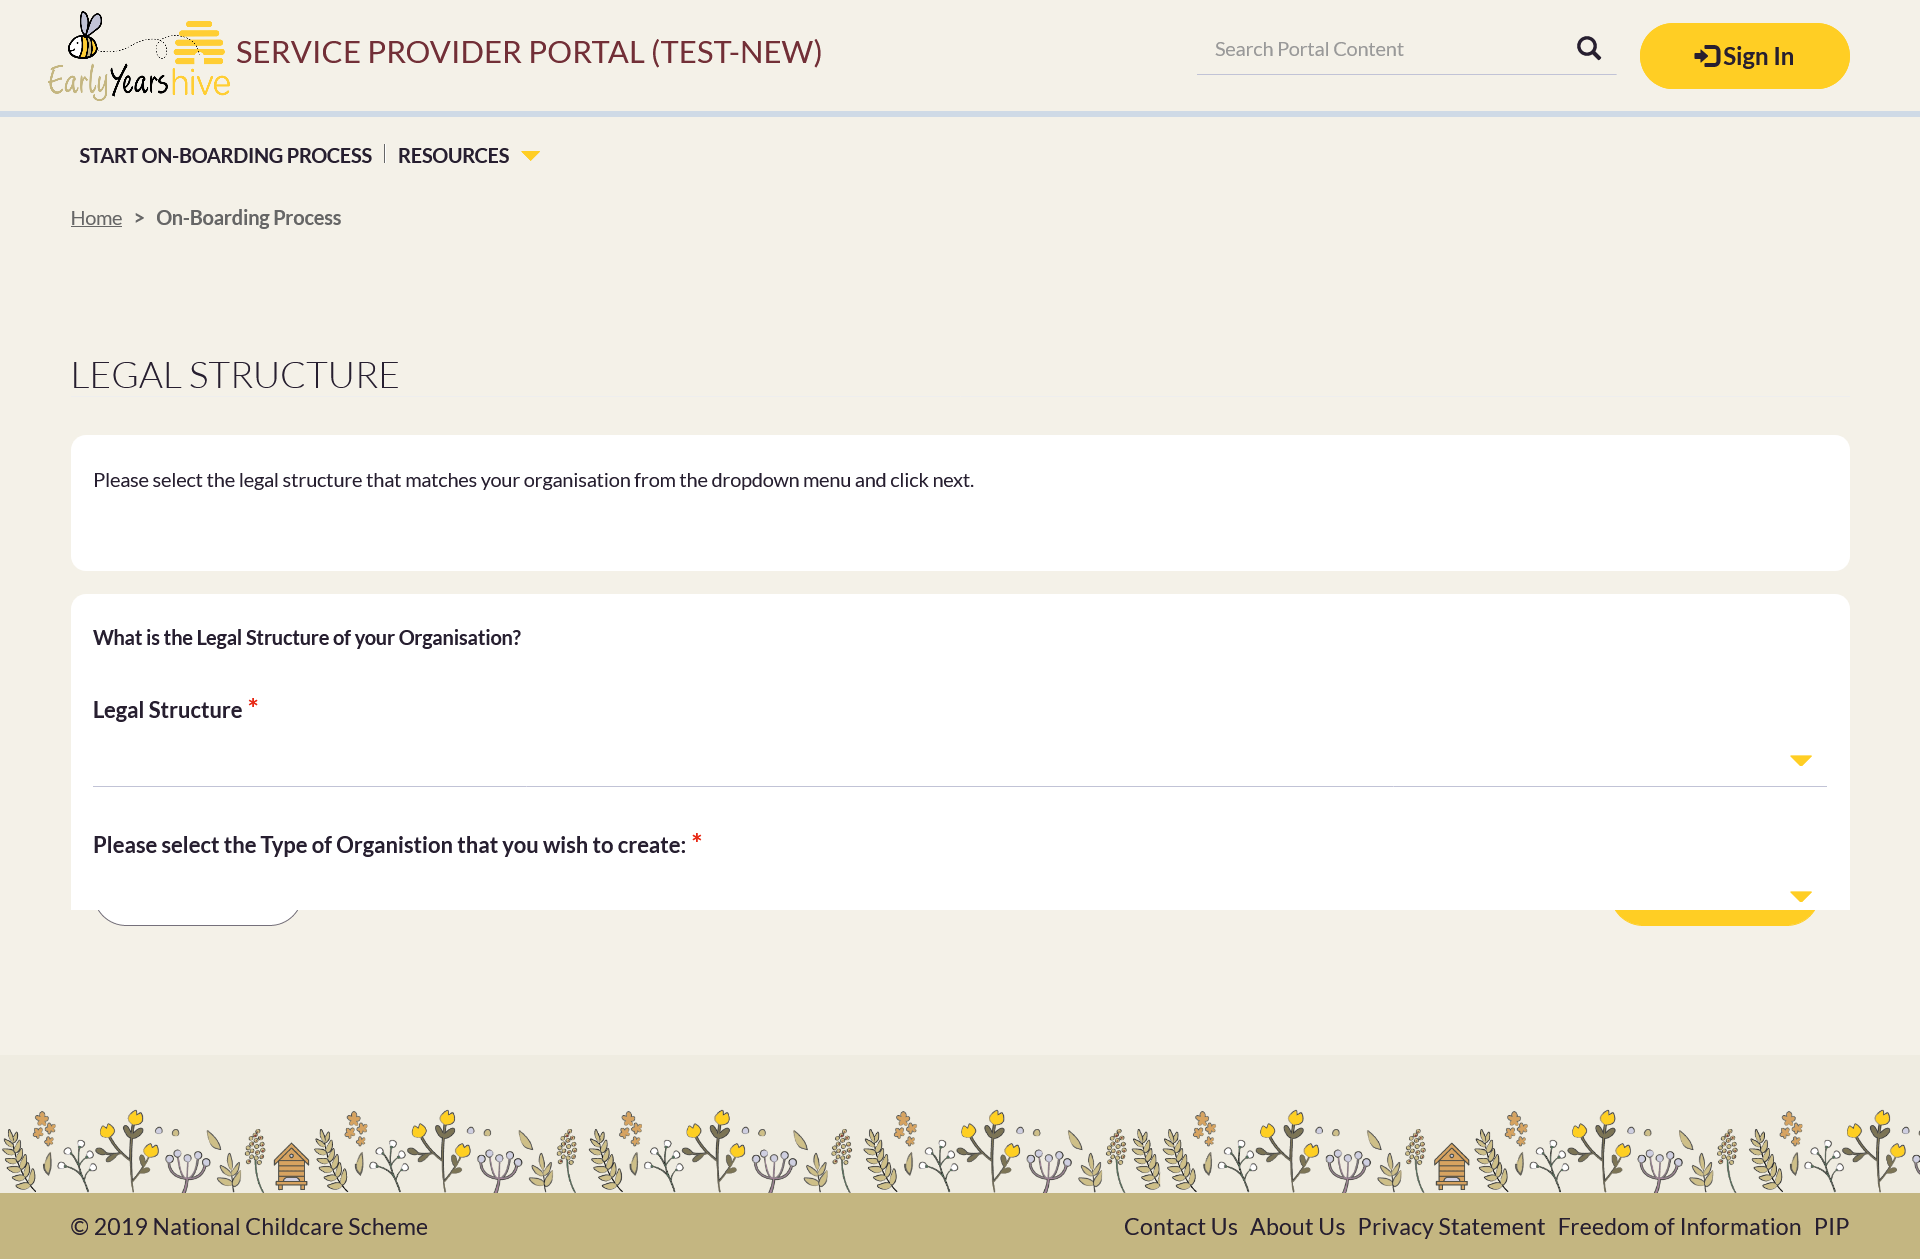 Early Years hive
SERVICE PROVIDER PORTAL (TEST-NEW)
Search Portal Content
Sign In
START ON-BOARDING PROCESS
RESOURCES
Home > On-Boarding Process
LEGAL STRUCTURE
Please select the legal structure that matches your organisation from the dropdown menu and click next.
What is the Legal Structure of your Organisation?
Legal Structure *
Please select the Type of Organistion that you wish to create: *
© 2019 National Childcare Scheme
Contact Us About Us Privacy Statement Freedom of Information PIP